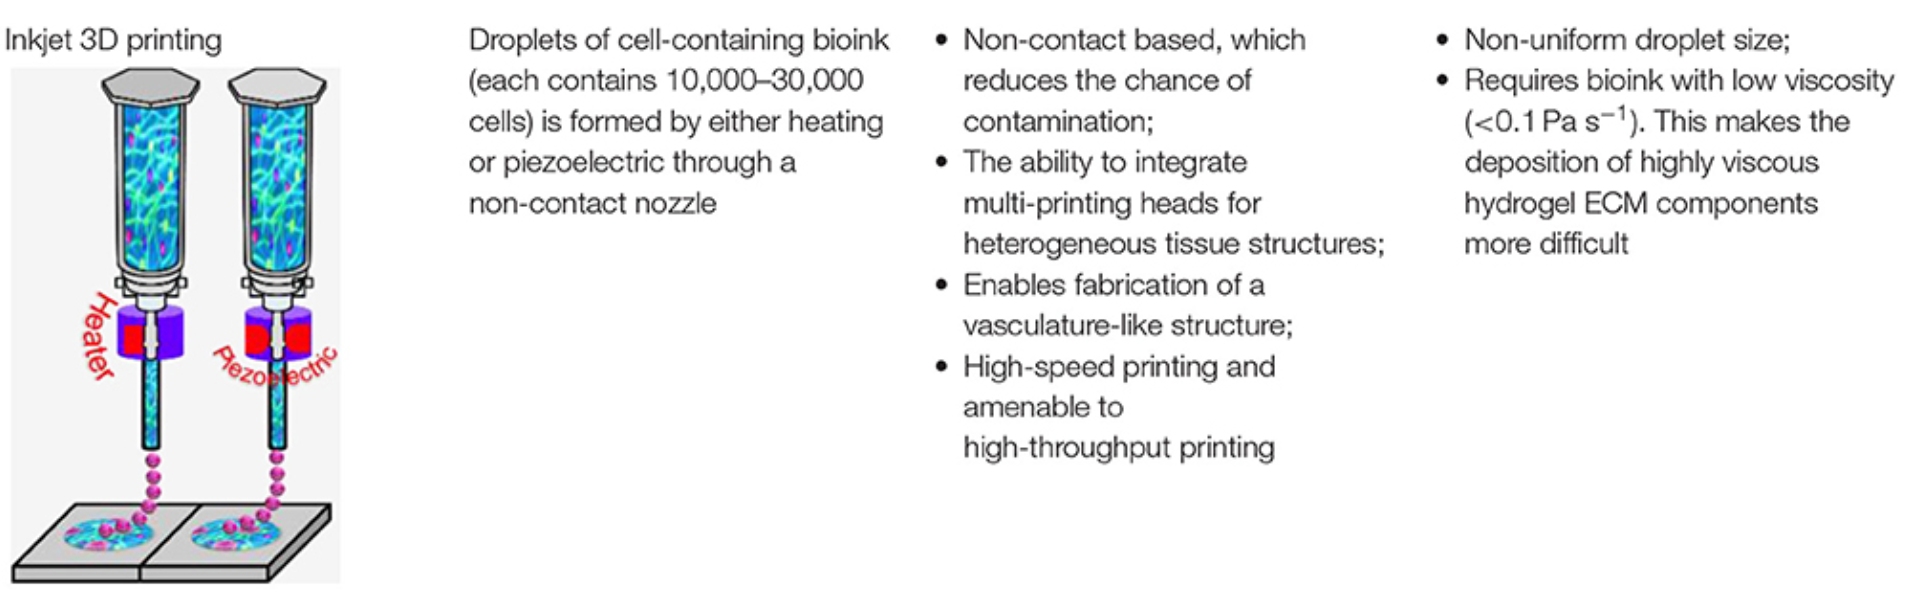 Inkjet 3D printing
Heater
Piezoelectric
Droplets of cell-containing bioink
(each contains 10,000–30,000
cells) is formed by either heating
or piezoelectric through a
non-contact nozzle
• Non-contact based, which
reduces the chance of
contamination;
• The ability to integrate
multi-printing heads for
heterogeneous tissue structures;
• Enables fabrication of a
vasculature-like structure;
• High-speed printing and
amenable to
high-throughput printing
• Non-uniform droplet size;
• Requires bioink with low viscosity
(<0.1 Pa s⁻¹). This makes the
deposition of highly viscous
hydrogel ECM components
more difficult